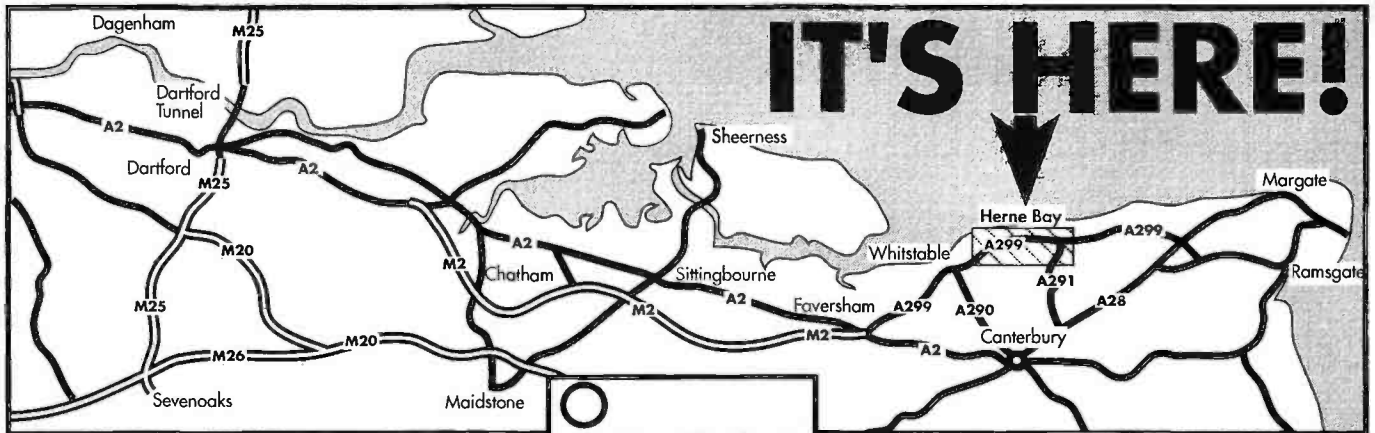 IT'S HERE!
Dagenham
M25
Dartford
Tunnel
A2
Dartford
M25
A2
Sheerness
Margate
Herne Bay
A299
A299
Whitstable
A2
M20
M2
Chatham
Sittingbourne
A291
Ramsgate
M25
A2
Faversham
A299
A290
A28
M2
M2
A2
Canterbury
M26
M20
Sevenoaks
Maidstone